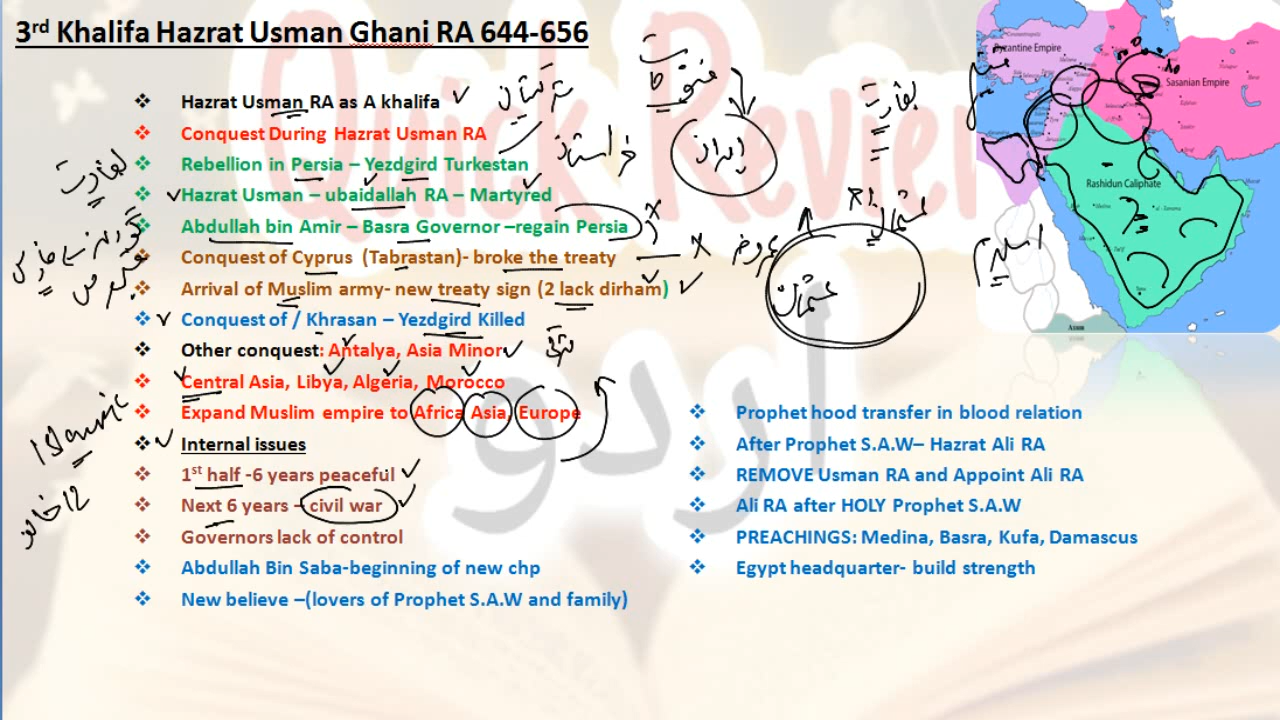 3rd Khalifa Hazrat Usman Ghani RA 644-656
Hazrat Usman RA as A khalifa
Conquest During Hazrat Usman RA
Rebellion in Persia – Yezdgird Turkestan
Hazrat Usman – ubaidallah RA – Martyred
Abdullah bin Amir – Basra Governor –regain Persia
Conquest of Cyprus (Tabrastan)- broke the treaty
Arrival of Muslim army- new treaty sign (2 lack dirham)
Conquest of / Khrasan – Yezdgird Killed
Other conquest: Antalya, Asia Minor
Central Asia, Libya, Algeria, Morocco
Expand Muslim empire to Africa Asia, Europe
Internal issues
1st half -6 years peaceful
Next 6 years – civil war
Governors lack of control
Abdullah Bin Saba-beginning of new chp
New believe –(lovers of Prophet S.A.W and family)
Prophet hood transfer in blood relation
After Prophet S.A.W– Hazrat Ali RA
REMOVE Usman RA and Appoint Ali RA
Ali RA after HOLY Prophet S.A.W
PREACHINGS: Medina, Basra, Kufa, Damascus
Egypt headquarter- build strength
Byzantine Empire
Sasanian Empire
Rashidun Caliphate
Quick Review
اردو
ترکستان
بغاوت
ایران
بغاوت
عثمان
Islamic